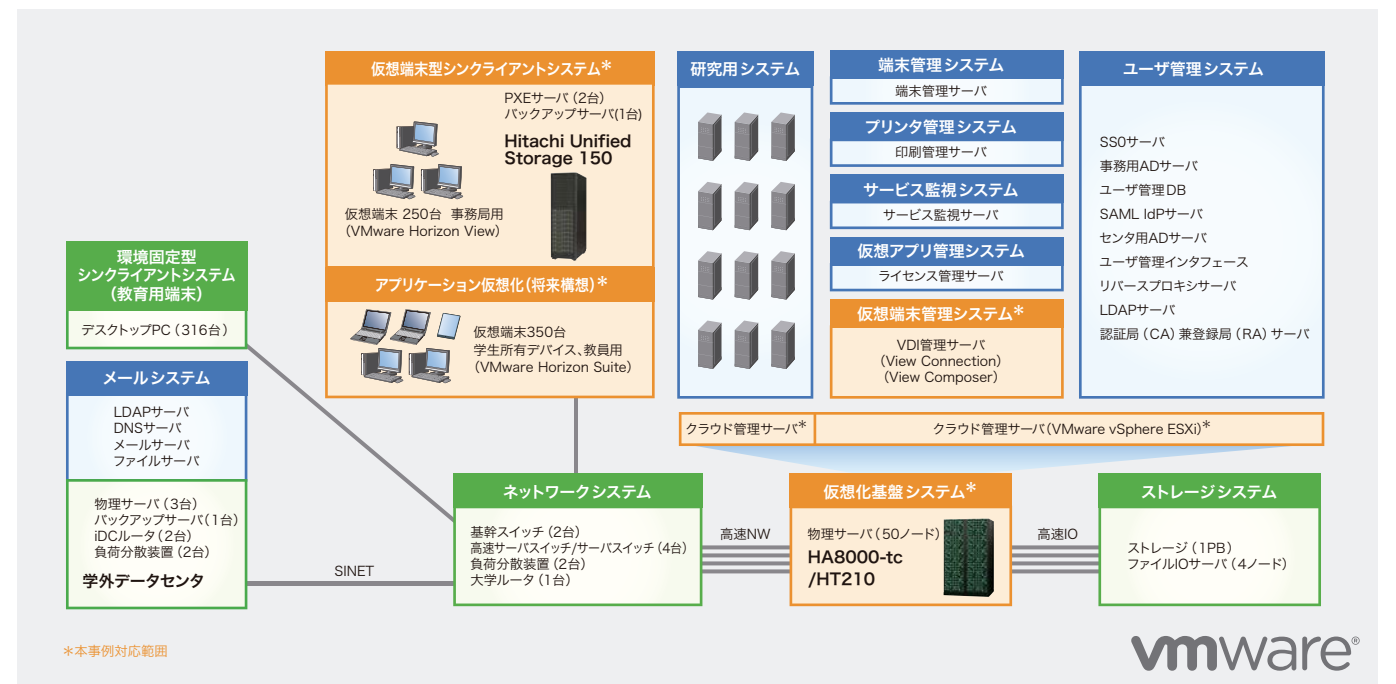 仮想端末型シンクライアントシステム＊
PXEサーバ（2台）
バックアップサーバ(1台)
Hitachi Unified
Storage 150
仮想端末 250台 事務局用
（VMware Horizon View）
アプリケーション仮想化（将来構想）＊
仮想端末350台
学生所有デバイス、教員用
（VMware Horizon Suite）
研究用システム
端末管理システム
端末管理サーバ
プリンタ管理システム
印刷管理サーバ
サービス監視システム
サービス監視サーバ
仮想アプリ管理システム
ライセンス管理サーバ
仮想端末管理システム＊
VDI管理サーバ
（View Connection）
（View Composer）
ユーザ管理システム
SSOサーバ
事務用ADサーバ
ユーザ管理DB
SAML IdPサーバ
センタ用ADサーバ
ユーザ管理インタフェース
リバースプロキシサーバ
LDAPサーバ
認証局（CA）兼登録局（RA）サーバ
環境固定型
シンクライアントシステム
（教育用端末）
デスクトップPC（316台）
メールシステム
LDAPサーバ
DNSサーバ
メールサーバ
ファイルサーバ
物理サーバ（3台）
バックアップサーバ（1台）
iDCルータ（2台）
負荷分散装置（2台）
学外データセンタ
SINET
クラウド管理サーバ＊
クラウド管理サーバ（VMware vSphere ESXi）＊
ネットワークシステム
基幹スイッチ（2台）
高速サーバスイッチ/サーバスイッチ（4台）
負荷分散装置（2台）
大学ルータ（1台）
高速NW
仮想化基盤システム＊
物理サーバ（50ノード）
HA8000-tc
/HT210
高速IO
ストレージシステム
ストレージ（1PB）
ファイルIOサーバ（4ノード）
＊本事例対応範囲
vmware®